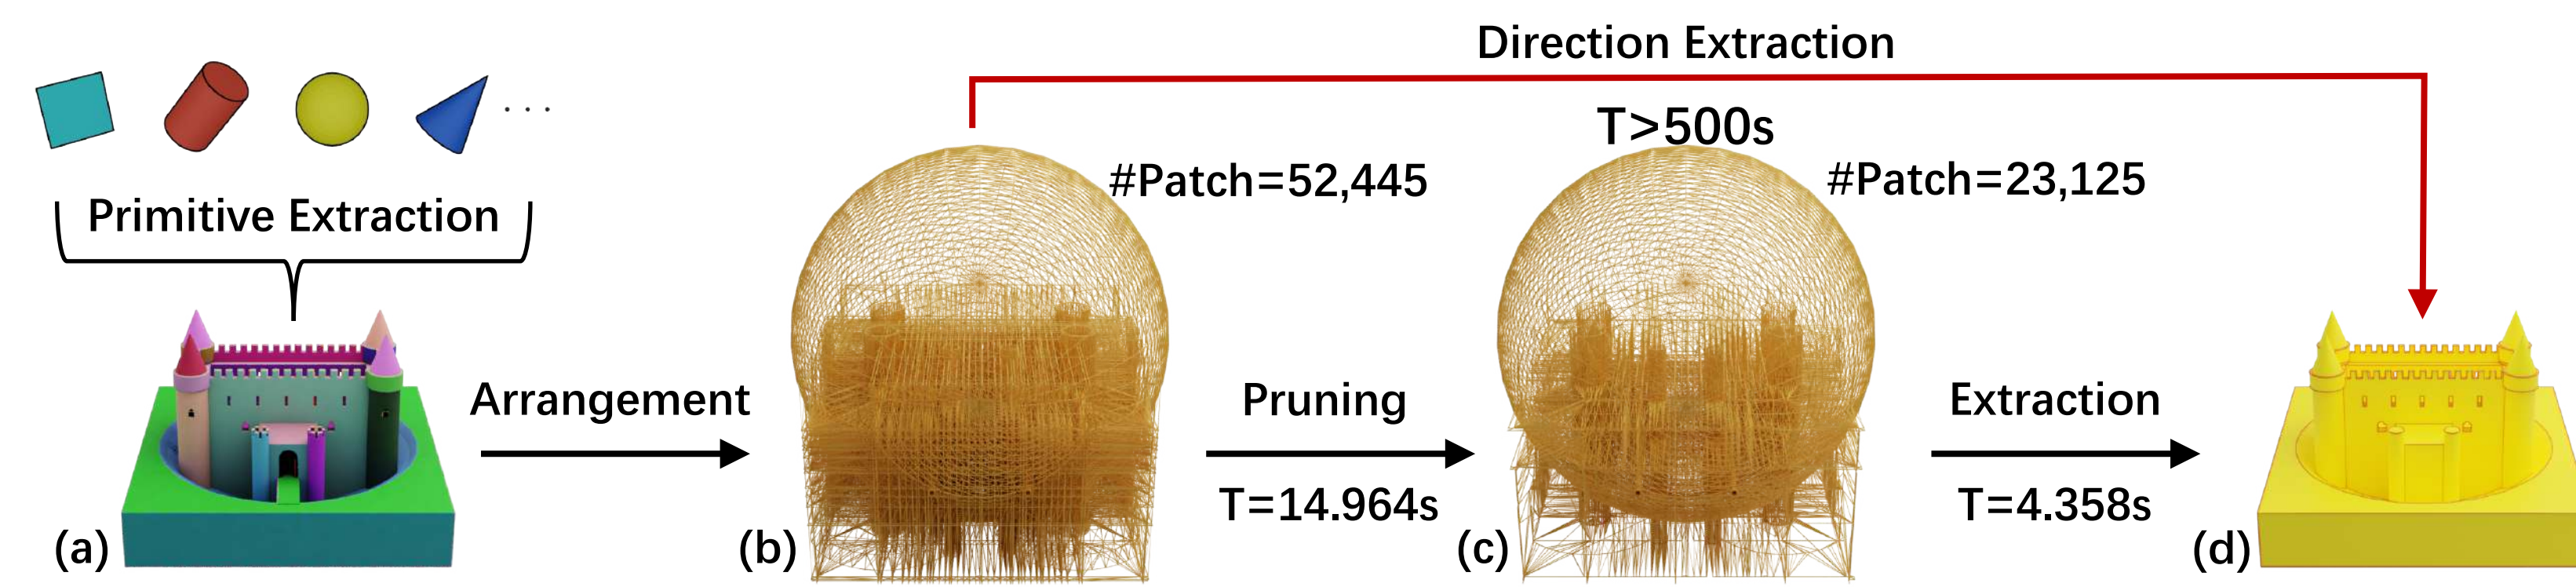 Direction Extraction
T>500s
#Patch=52,445
#Patch=23,125
. . .
Primitive Extraction
Arrangement
Pruning
Extraction
T=14.964s
T=4.358s
(a)
(b)
(c)
(d)